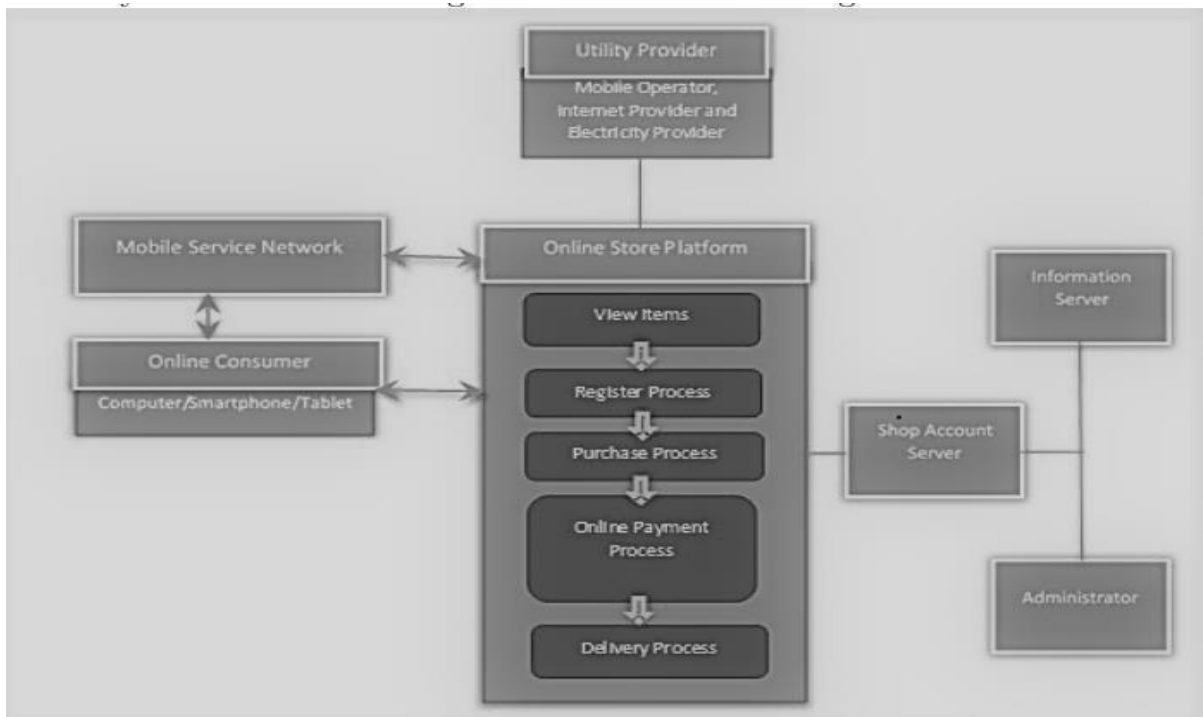 Utility Provider
Mobile Operator,
Internet Provider and
Electricity Provider
Mobile Service Network
Online Store Platform
Information
Server
View Items
Online Consumer
Register Process
Computer/Smartphone/Tablet
Shop Account
Server
Purchase Process
Online Payment
Process
Administrator
Delivery Process